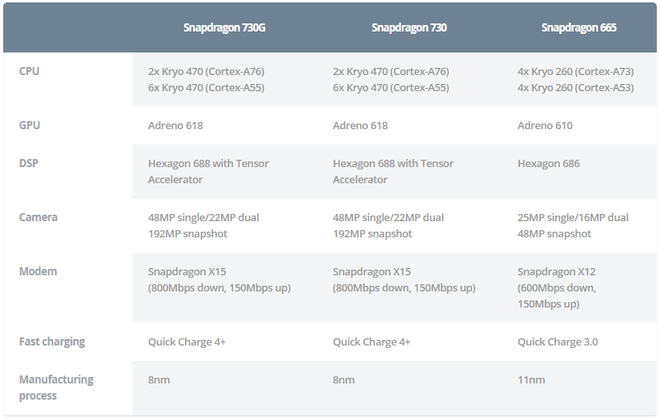 Snapdragon 730G Snapdragon 730 Snapdragon 665
CPU 2x Kryo 470 (Cortex-A76) 2x Kryo 470 (Cortex-A76) 4x Kryo 260 (Cortex-A73)
6x Kryo 470 (Cortex-A55) 6x Kryo 470 (Cortex-A55) 4x Kryo 260 (Cortex-A53)
GPU Adreno 618 Adreno 618 Adreno 610
DSP Hexagon 688 with Tensor Hexagon 688 with Tensor Hexagon 686
Accelerator Accelerator
Camera 48MP single/22MP dual 48MP single/22MP dual 25MP single/16MP dual
192MP snapshot 192MP snapshot 48MP snapshot
Modem Snapdragon X15 Snapdragon X15 Snapdragon X12
(800Mbps down, 150Mbps up) (800Mbps down, 150Mbps up) (600Mbps down,
150Mbps up)
Fast charging Quick Charge 4+ Quick Charge 4+ Quick Charge 3.0
Manufacturing 8nm 8nm 11nm
process